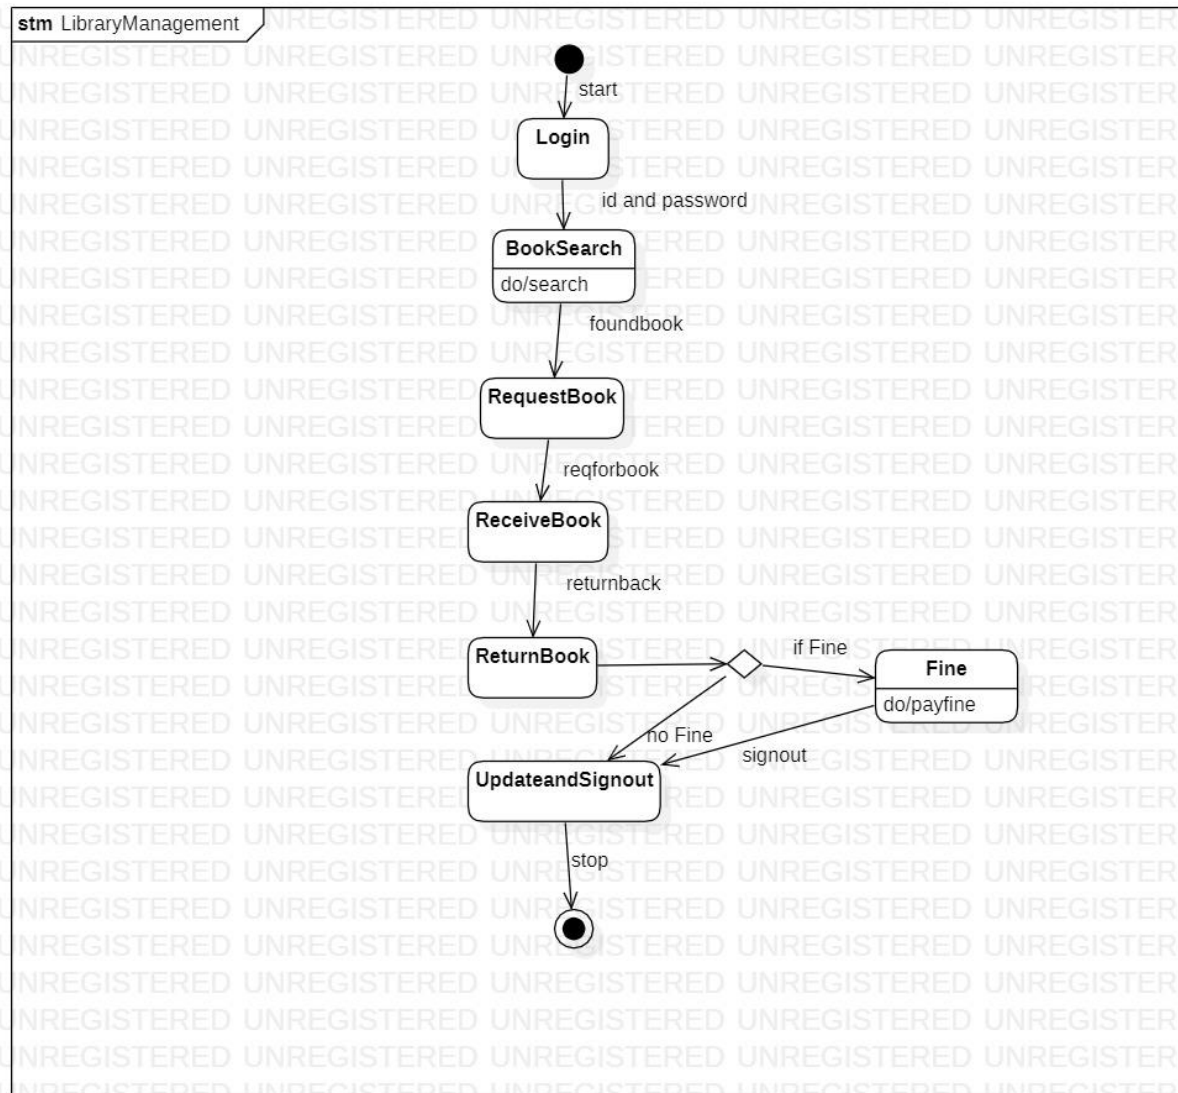 stm LibraryManagement
start
Login
id and password
BookSearch
do/search
foundbook
RequestBook
reqforbook
ReceiveBook
returnback
ReturnBook
if Fine
Fine
do/payfine
no Fine
signout
UpdateandSignout
stop
UNREGISTERED